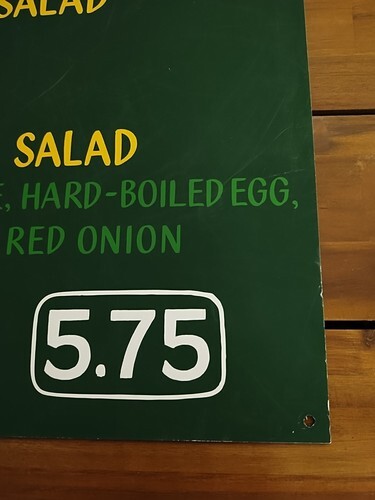 SALAD
SALAD
, HARD-BOILED EGG,
RED ONION
5.75